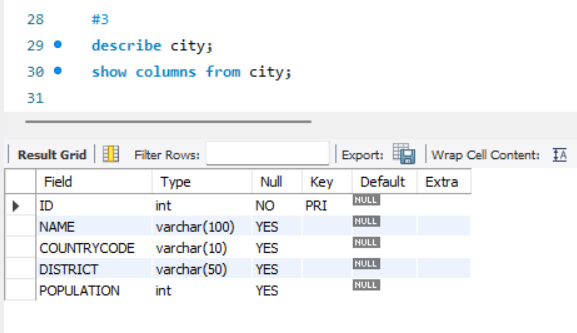 28 #3
29 describe city;
30 show columns from city;
31
Result Grid Filter Rows: Export: Wrap Cell Content: IA
Field Type Null Key Default Extra
ID int NO PRI NULL
NAME varchar(100) YES NULL
COUNTRYCODE varchar(10) YES NULL
DISTRICT varchar(50) YES NULL
POPULATION int YES NULL